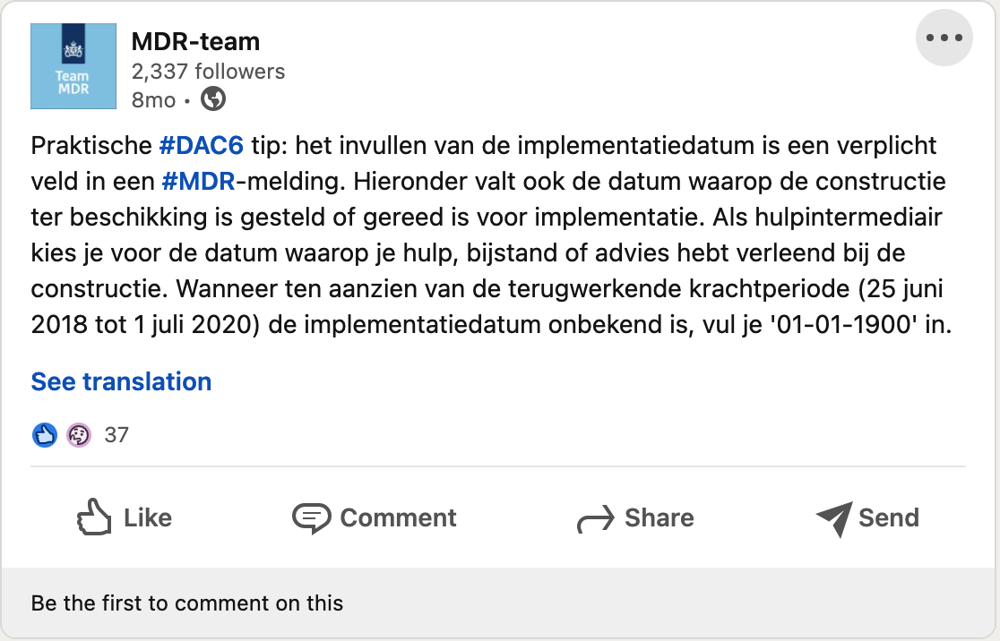 Team
MDR
MDR-team
2,337 followers
8mo •
Praktische #DAC6 tip: het invullen van de implementatiedatum is een verplicht
veld in een #MDR-melding. Hieronder valt ook de datum waarop de constructie
ter beschikking is gesteld of gereed is voor implementatie. Als hulpintermediair
kies je voor de datum waarop je hulp, bijstand of advies hebt verleend bij de
constructie. Wanneer ten aanzien van de terugwerkende krachtperiode (25 juni
2018 tot 1 juli 2020) de implementatiedatum onbekend is, vul je '01-01-1900' in.
See translation
37
Like Comment Share Send
Be the first to comment on this